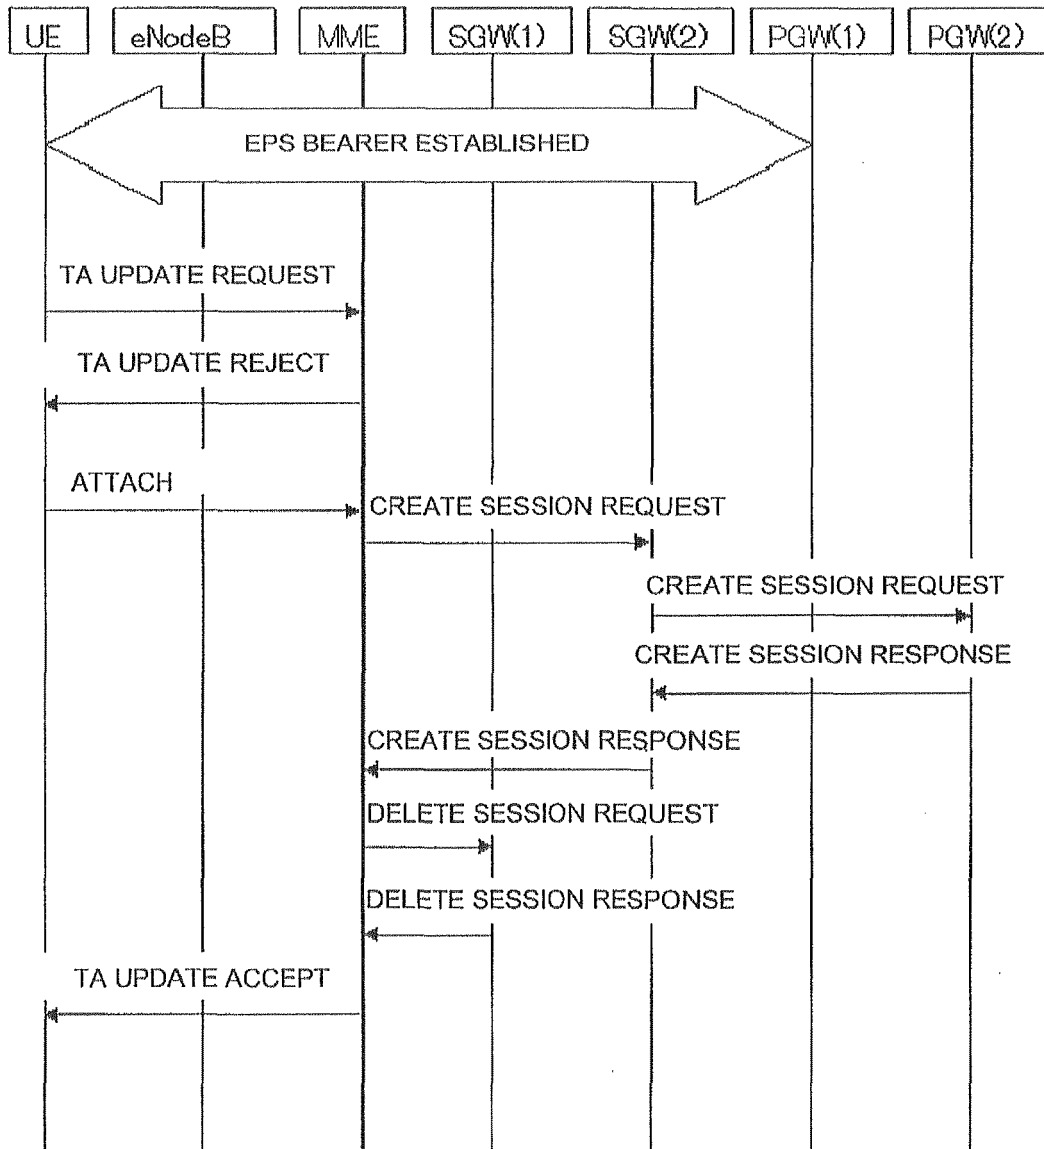 UE eNodeB MME SGW(1) SGW(2) PGW(1) PGW(2)
EPS BEARER ESTABLISHED
TA UPDATE REQUEST
TA UPDATE REJECT
ATTACH
CREATE SESSION REQUEST
CREATE SESSION REQUEST
CREATE SESSION RESPONSE
CREATE SESSION RESPONSE
DELETE SESSION REQUEST
DELETE SESSION RESPONSE
TA UPDATE ACCEPT